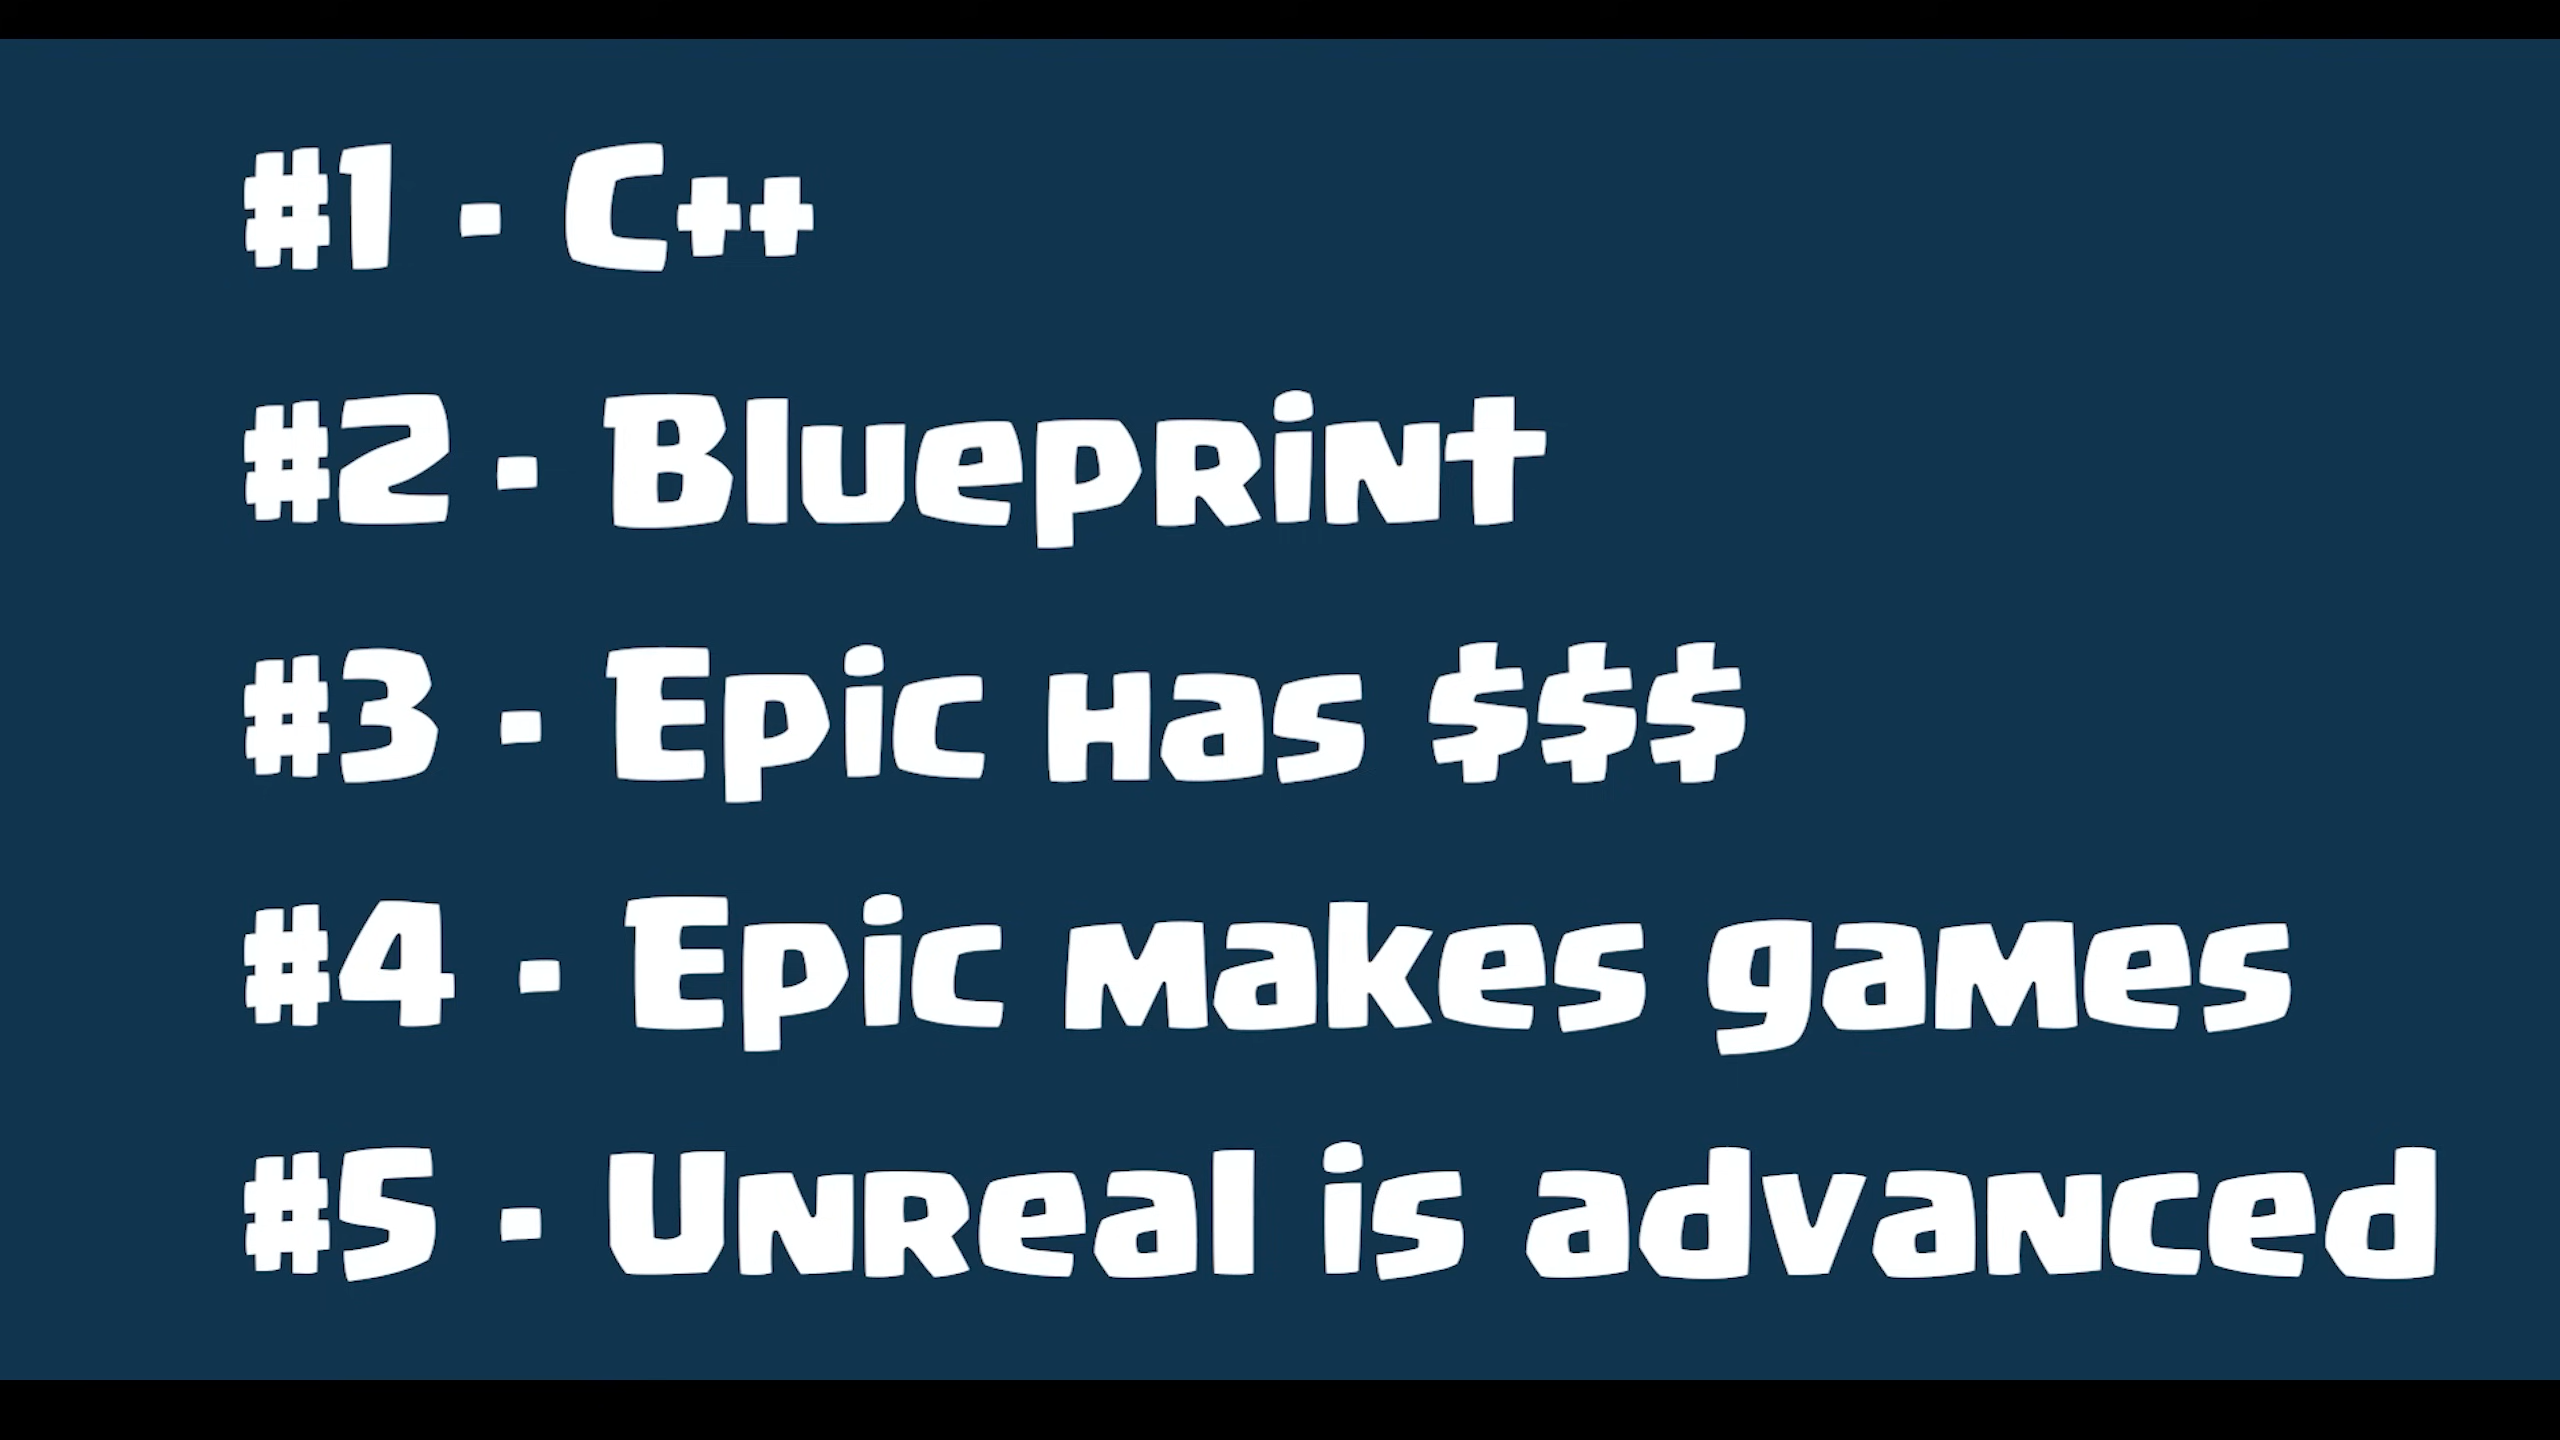 #1 - C++
#2 - Blueprint
#3 - Epic has $$$
#4 - Epic makes games
#5 - Unreal is advanced